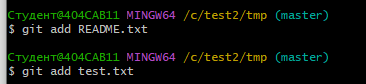 Студент@404CAB11 MINGW64 /c/test2/tmp (master)
$ git add README.txt
Студент@404CAB11 MINGW64 /c/test2/tmp (master)
$ git add test.txt